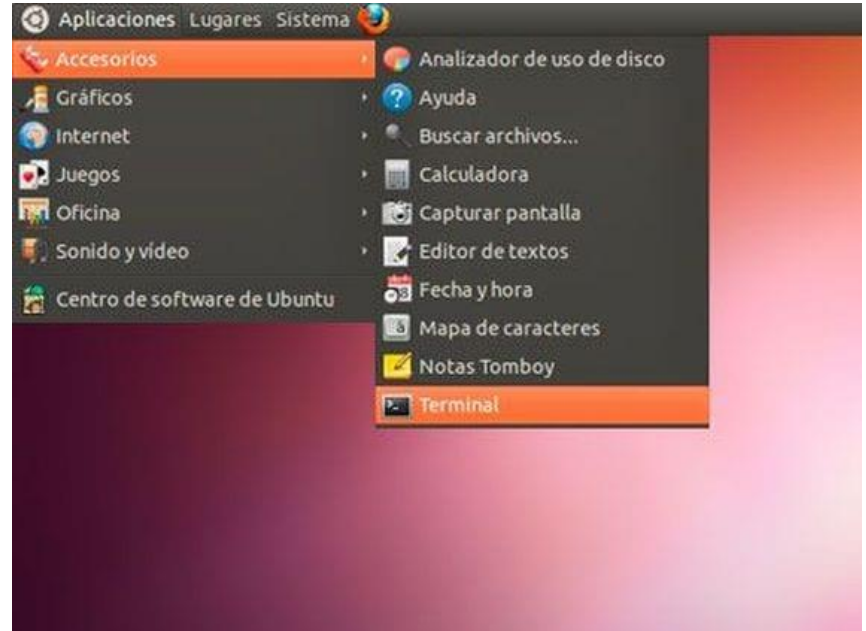 Aplicaciones Lugares Sistema
Accesorios
Gráficos
Internet
Juegos
Oficina
Sonido y vídeo
Centro de software de Ubuntu
Analizador de uso de disco
Ayuda
Buscar archivos...
Calculadora
Capturar pantalla
Editor de textos
Fecha y hora
Mapa de caracteres
Notas Tomboy
Terminal